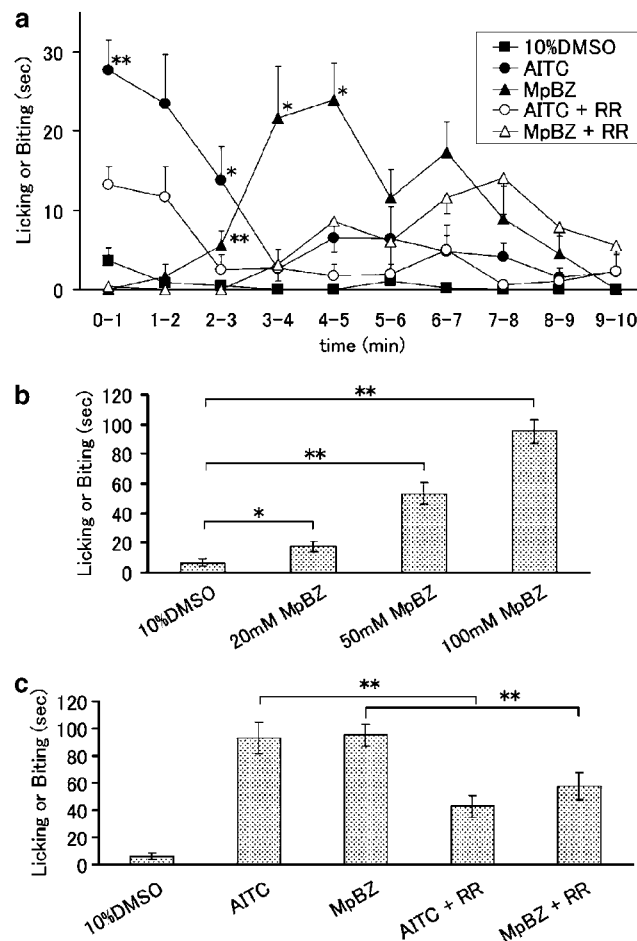 a
Licking or Biting (sec)
30
20
10
0
**
*
**
*
*
10%DMSO
AITC
MpBZ
AITC + RR
MpBZ + RR
0-1 1-2 2-3 3-4 4-5 5-6 6-7 7-8 8-9 9-10
time (min)
b
Licking or Biting (sec)
120
100
80
60
40
20
0
**
**
*
10%DMSO 20mM MpBZ 50mM MpBZ 100mM MpBZ
c
Licking or Biting (sec)
120
100
80
60
40
20
0
**
**
10%DMSO AITC MpBZ AITC + RR MpBZ + RR